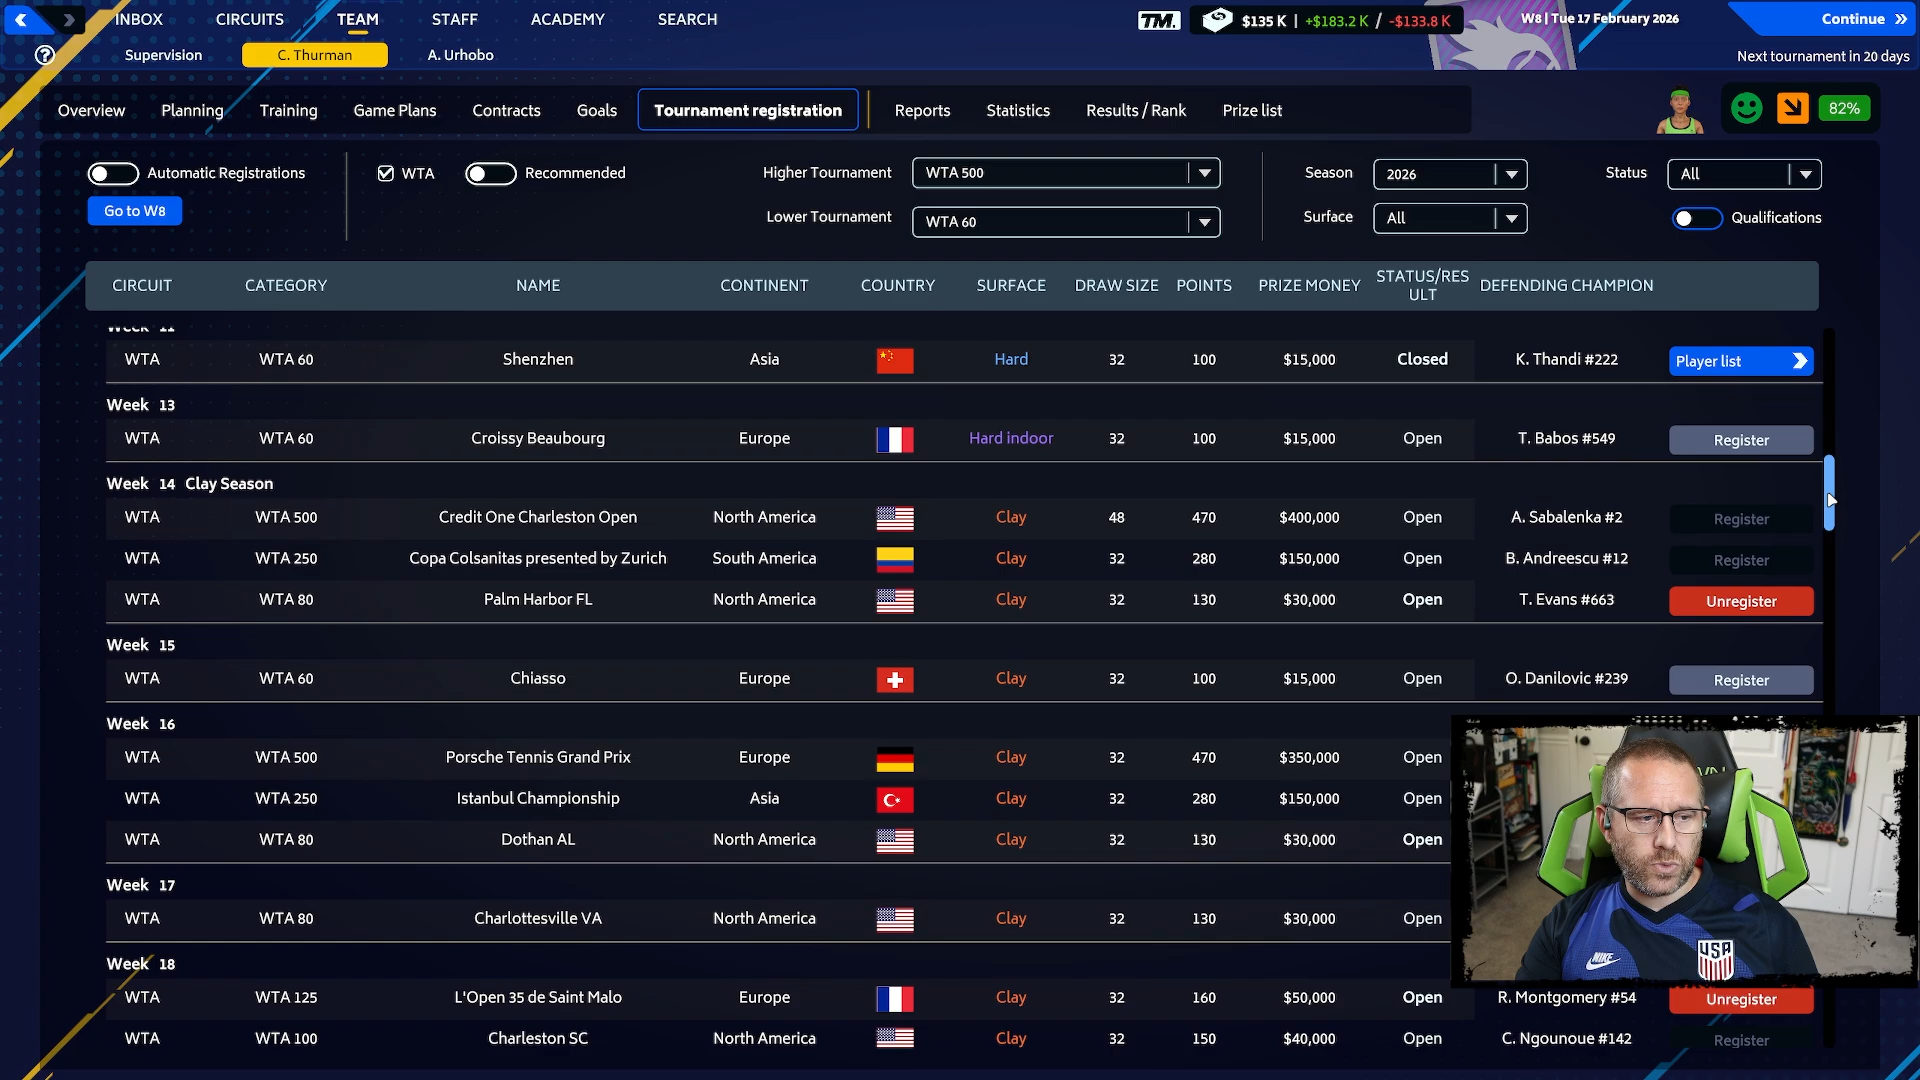 INBOX CIRCUITS TEAM STAFF ACADEMY SEARCH TM. $135 K | +$183.2 K / -$133.8 K W8 | Tue 17 February 2026 Continue
? Supervision C. Thurman A. Urhobo Next tournament in 20 days
Overview Planning Training Game Plans Contracts Goals Tournament registration Reports Statistics Results / Rank Prize list 82%
Automatic Registrations WTA Recommended Higher Tournament WTA 500 Season 2026 Status All
Go to W8 Lower Tournament WTA 60 Surface All Qualifications
CIRCUIT CATEGORY NAME CONTINENT COUNTRY SURFACE DRAW SIZE POINTS PRIZE MONEY STATUS/RES
ULT DEFENDING CHAMPION
Week 11
WTA WTA 60 Shenzhen Asia Hard 32 100 $15,000 Closed K. Thandi #222 Player list
Week 13
WTA WTA 60 Croissy Beaubourg Europe Hard indoor 32 100 $15,000 Open T. Babos #549 Register
Week 14 Clay Season
WTA WTA 500 Credit One Charleston Open North America Clay 48 470 $400,000 Open A. Sabalenka #2 Register
WTA WTA 250 Copa Colsanitas presented by Zurich South America Clay 32 280 $150,000 Open B. Andreescu #12 Register
WTA WTA 80 Palm Harbor FL North America Clay 32 130 $30,000 Open T. Evans #663 Unregister
Week 15
WTA WTA 60 Chiasso Europe Clay 32 100 $15,000 Open O. Danilovic #239 Register
Week 16
WTA WTA 500 Porsche Tennis Grand Prix Europe Clay 32 470 $350,000 Open
WTA WTA 250 Istanbul Championship Asia Clay 32 280 $150,000 Open
WTA WTA 80 Dothan AL North America Clay 32 130 $30,000 Open
Week 17
WTA WTA 80 Charlottesville VA North America Clay 32 130 $30,000 Open
NIKE USA
Week 18
WTA WTA 125 L'Open 35 de Saint Malo Europe Clay 32 160 $50,000 Open R. Montgomery #54 Unregister
WTA WTA 100 Charleston SC North America Clay 32 150 $40,000 Open C. Ngounoue #142 Register